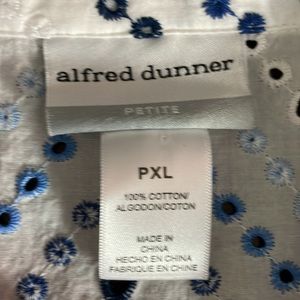 alfred dunner
PETITE
PXL
100% COTTON/
ALGODON/COTON
MADE IN
CHINA
HECHO EN CHINA
FABRIQUE EN CHINE